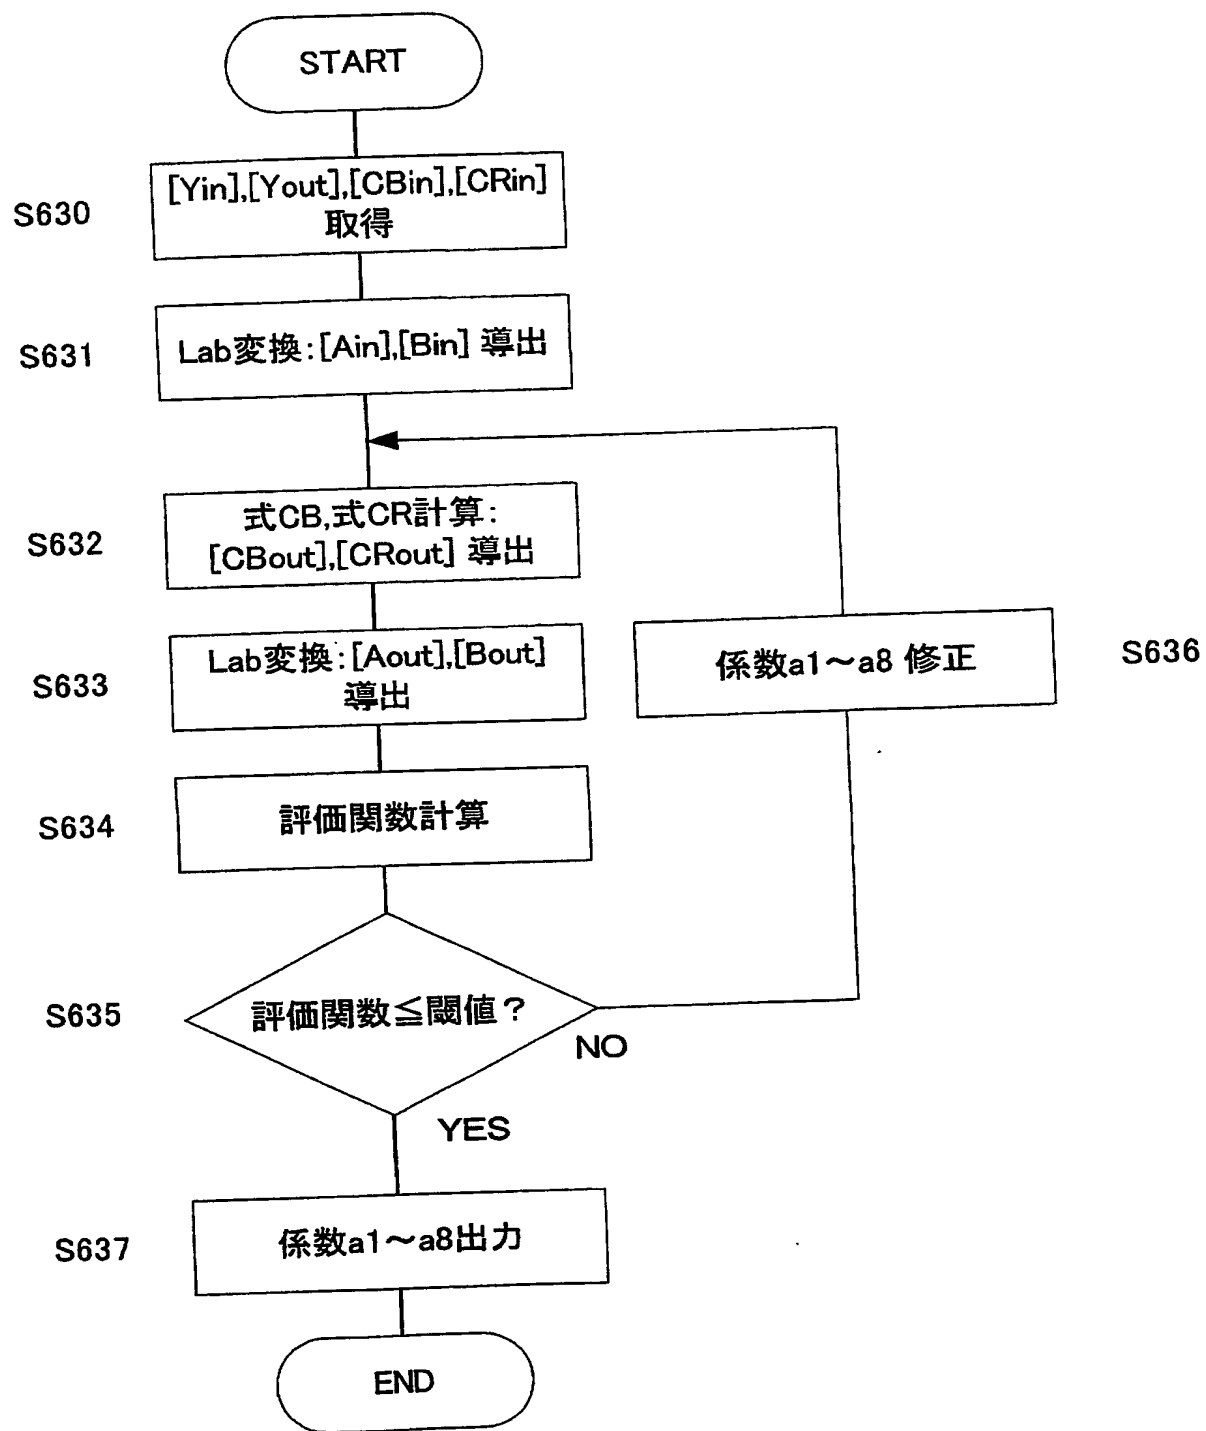 START
S630
[Yin],[Yout],[CBin],[CRin]
取得
S631
Lab変換:[Ain],[Bin] 導出
S632
式CB,式CR計算:
[CBout],[CRout] 導出
S633
Lab変換:[Aout],[Bout]
導出
係数a1～a8 修正
S636
S634
評価関数計算
S635
評価関数≦閾値？
NO
YES
S637
係数a1～a8出力
END